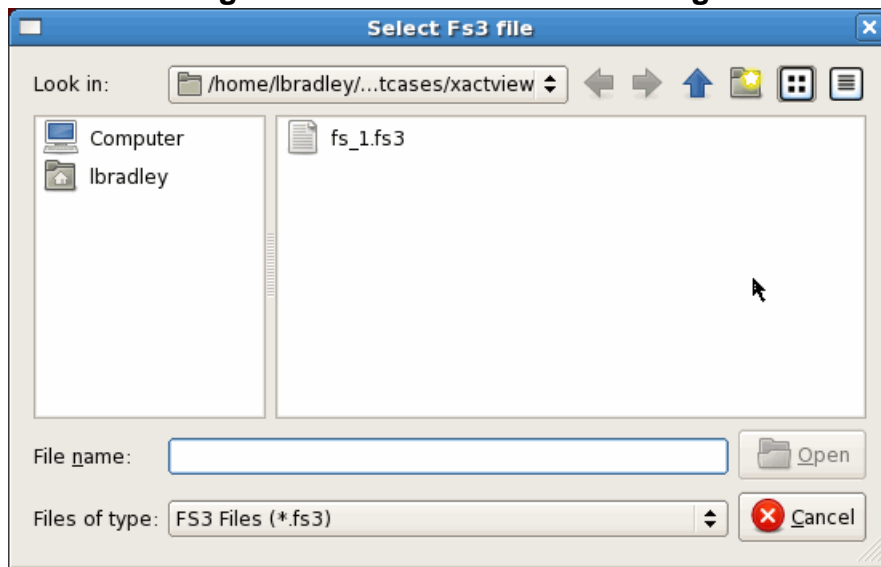 Select Fs3 file
Look in: /home/lbradley/...tcases/xactview
Computer
lbradley
fs_1.fs3
File name: Open
Files of type: FS3 Files (*.fs3) Cancel